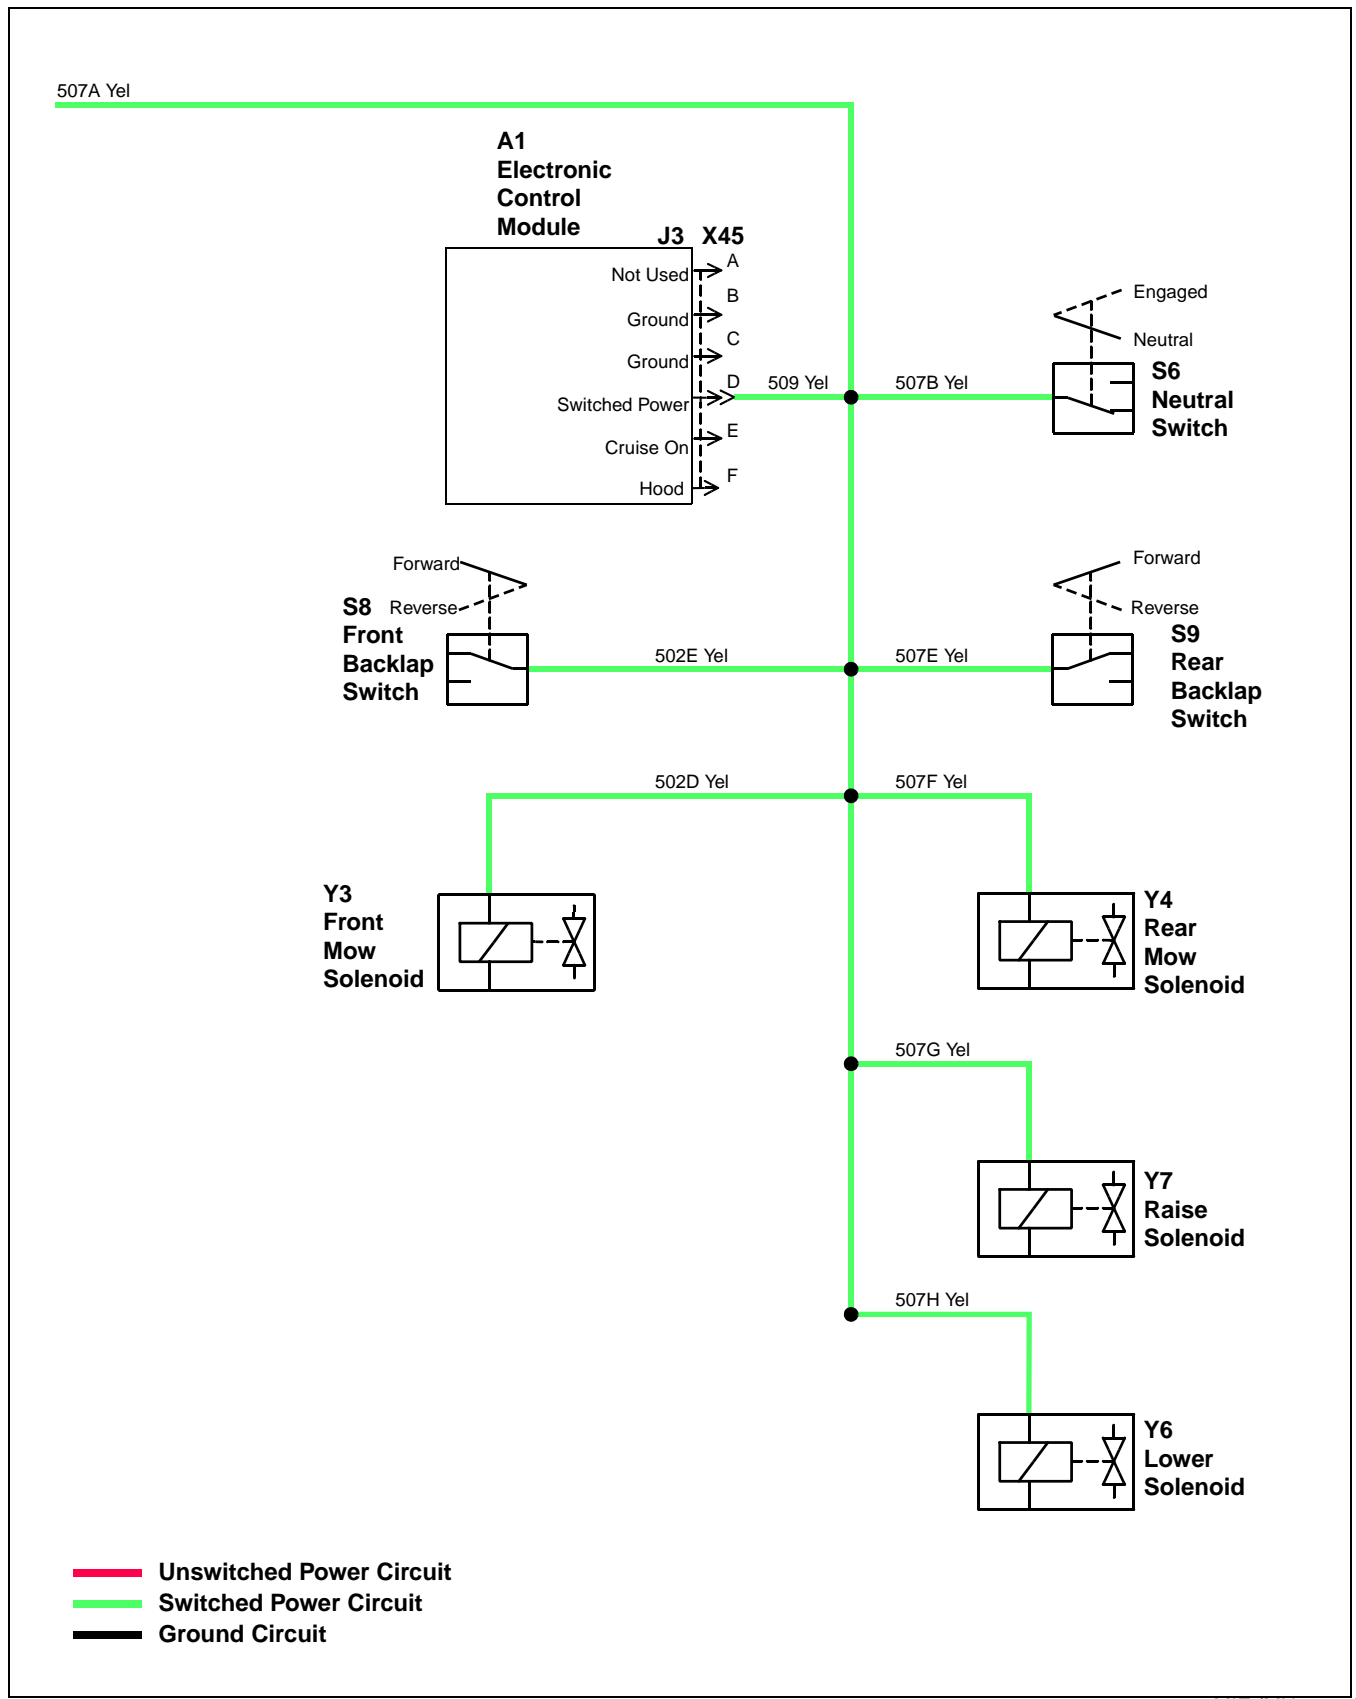 507A Yel
A1
Electronic
Control
Module
J3 X45
Not Used A
Ground B
Ground C
Switched Power D
Cruise On E
Hood F
509 Yel
507B Yel
Engaged
Neutral
S6
Neutral
Switch
Forward
Reverse
S8
Front
Backlap
Switch
502E Yel
507E Yel
Forward
Reverse
S9
Rear
Backlap
Switch
502D Yel
507F Yel
Y3
Front
Mow
Solenoid
Y4
Rear
Mow
Solenoid
507G Yel
Y7
Raise
Solenoid
507H Yel
Y6
Lower
Solenoid
Unswitched Power Circuit
Switched Power Circuit
Ground Circuit